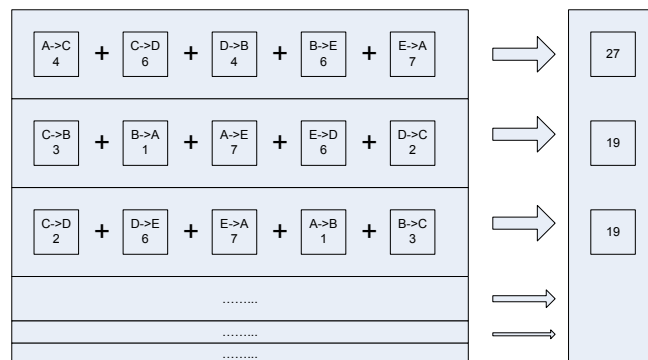 A->C
4
+
C->D
6
+
D->B
4
+
B->E
6
+
E->A
7
27
C->B
3
+
B->A
1
+
A->E
7
+
E->D
6
+
D->C
2
19
C->D
2
+
D->E
6
+
E->A
7
+
A->B
1
+
B->C
3
19
.........
.........
.........